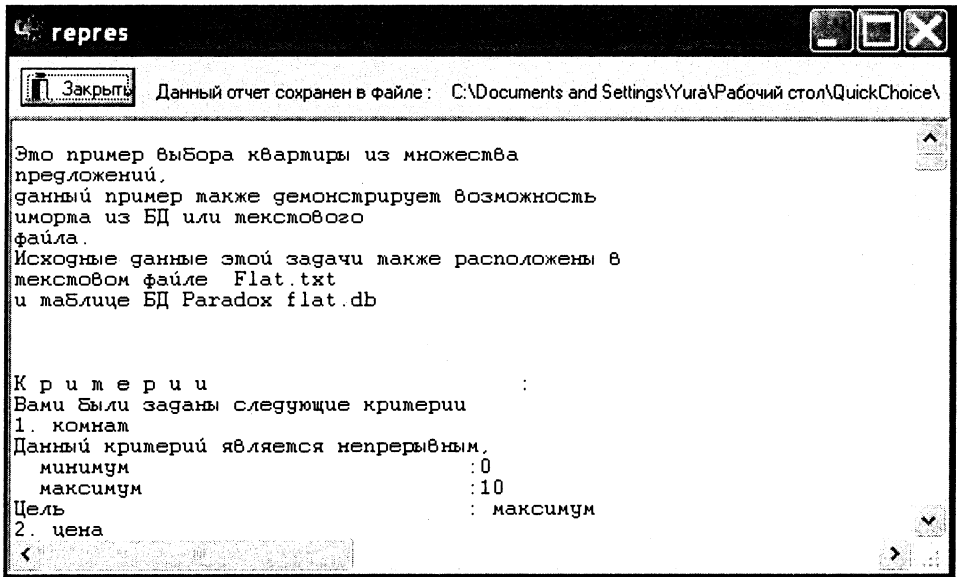 repres
Закрыть Данный отчет сохранен в файле : C:\Documents and Settings\Yura\Рабочий стол\QuickChoice\
Это пример выбора квартиры из множества
предложений,
данный пример также демонстрирует возможность
иморта из БД или текстового
файла.
Исходные данные этой задачи также расположены в
текстовом файле Flat.txt
и таблице БД Paradox flat.db
К р и т е р и и :
Вами были заданы следующие критерии
1. комнат
Данный критерий является непрерывным,
минимум :0
максимум :10
Цель : максимум
2. цена